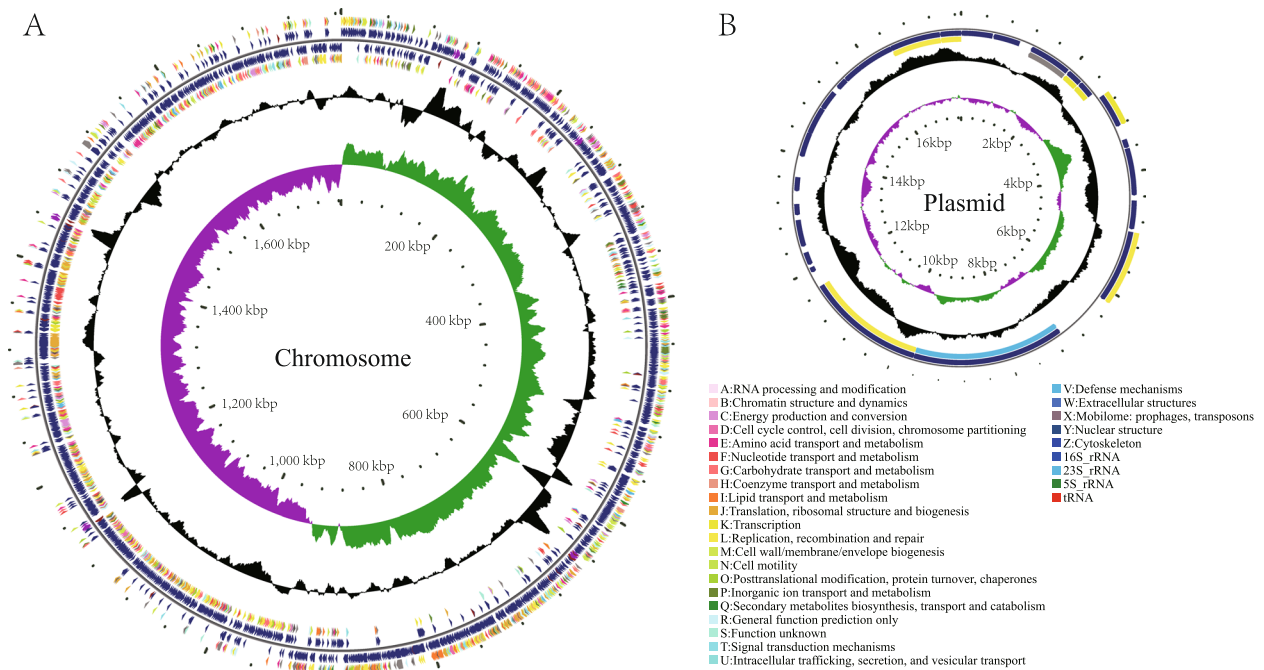 A
Chromosome
200 kbp
400 kbp
600 kbp
800 kbp
1,000 kbp
1,200 kbp
1,400 kbp
1,600 kbp
B
Plasmid
2kbp
4kbp
6kbp
8kbp
10kbp
12kbp
14kbp
16kbp
A:RNA processing and modification
B:Chromatin structure and dynamics
C:Energy production and conversion
D:Cell cycle control, cell division, chromosome partitioning
E:Amino acid transport and metabolism
F:Nucleotide transport and metabolism
G:Carbohydrate transport and metabolism
H:Coenzyme transport and metabolism
I:Lipid transport and metabolism
J:Translation, ribosomal structure and biogenesis
K:Transcription
L:Replication, recombination and repair
M:Cell wall/membrane/envelope biogenesis
N:Cell motility
O:Posttranslational modification, protein turnover, chaperones
P:Inorganic ion transport and metabolism
Q:Secondary metabolites biosynthesis, transport and catabolism
R:General function prediction only
S:Function unknown
T:Signal transduction mechanisms
U:Intracellular trafficking, secretion, and vesicular transport
V:Defense mechanisms
W:Extracellular structures
X:Mobilome: prophages, transposons
Y:Nuclear structure
Z:Cytoskeleton
16S_rRNA
23S_rRNA
5S_rRNA
tRNA